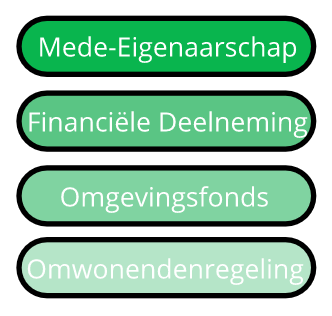 Mede-Eigenaarschap
Financiële Deelneming
Omgevingsfonds
Omwonendenregeling